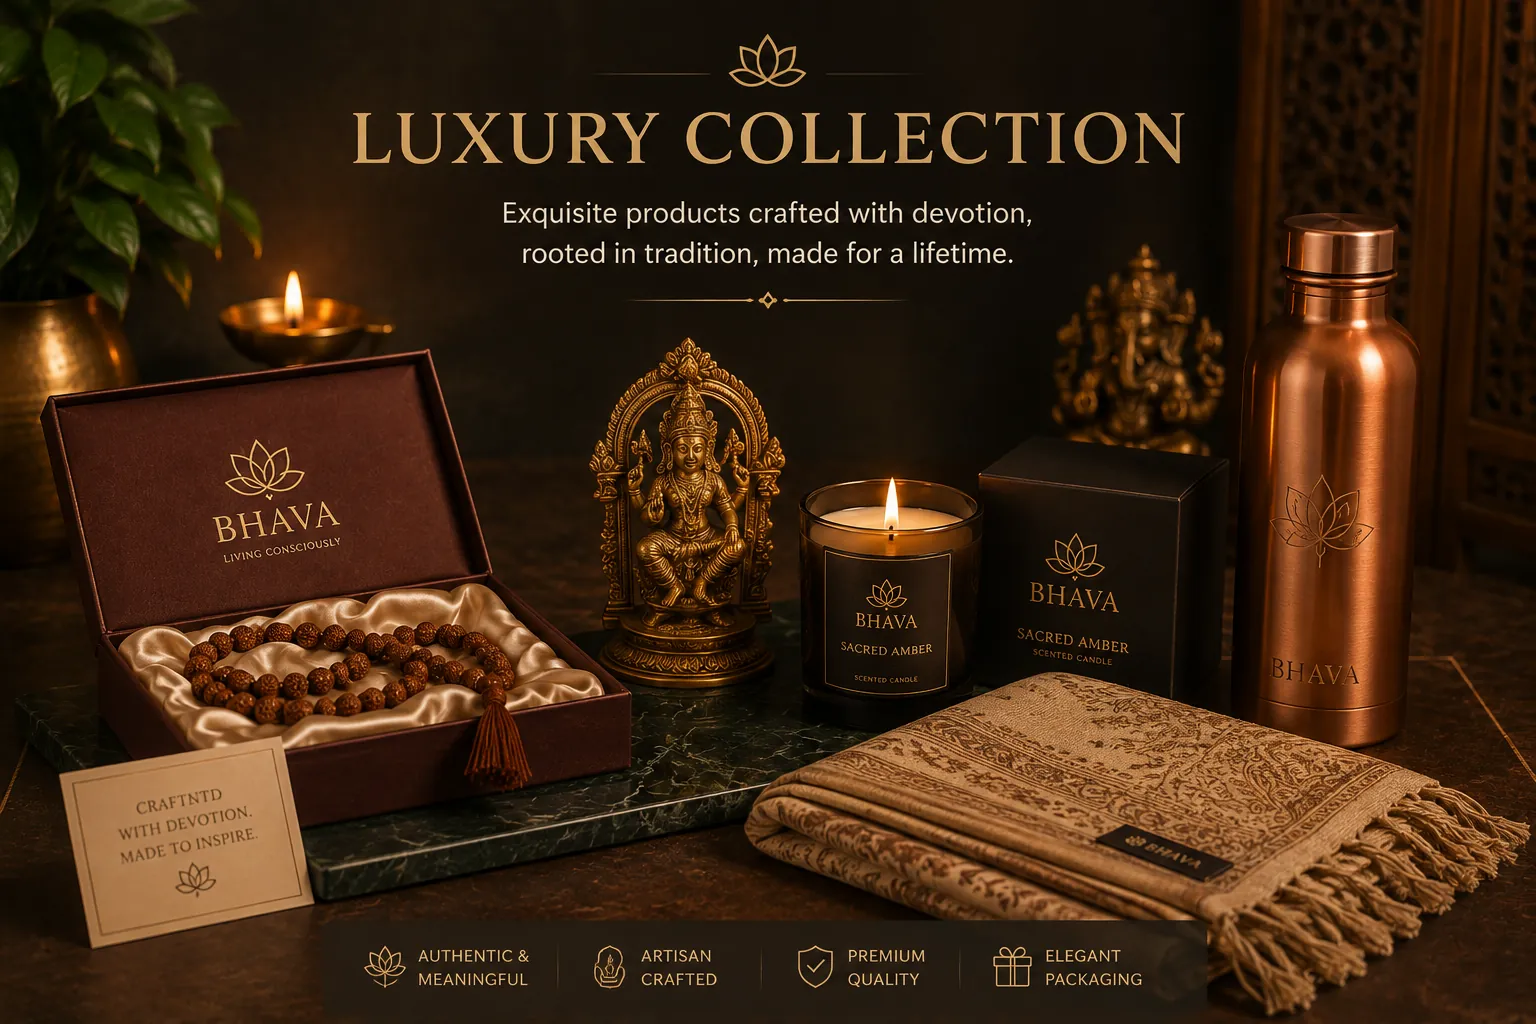 LUXURY COLLECTION
Exquisite products crafted with devotion,
rooted in tradition, made for a lifetime.
BHAVA
LIVING CONSCIOUSLY
BHAVA
SACRED AMBER
SCENTED CANDLE
BHAVA
SACRED AMBER
SCENTED CANDLE
BHAVA
CRAFTNTD
WITH DEVOTION.
MADE TO INSPIRE.
BHAVA
AUTHENTIC &
MEANINGFUL
ARTISAN
CRAFTED
PREMIUM
QUALITY
ELEGANT
PACKAGING